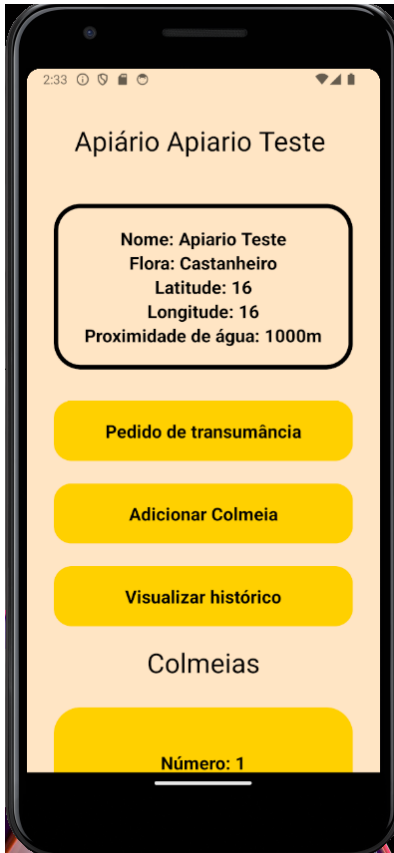 2:33
Apiário Apiario Teste
Nome: Apiario Teste
Flora: Castanheiro
Latitude: 16
Longitude: 16
Proximidade de água: 1000m
Pedido de transumância
Adicionar Colmeia
Visualizar histórico
Colmeias
Número: 1